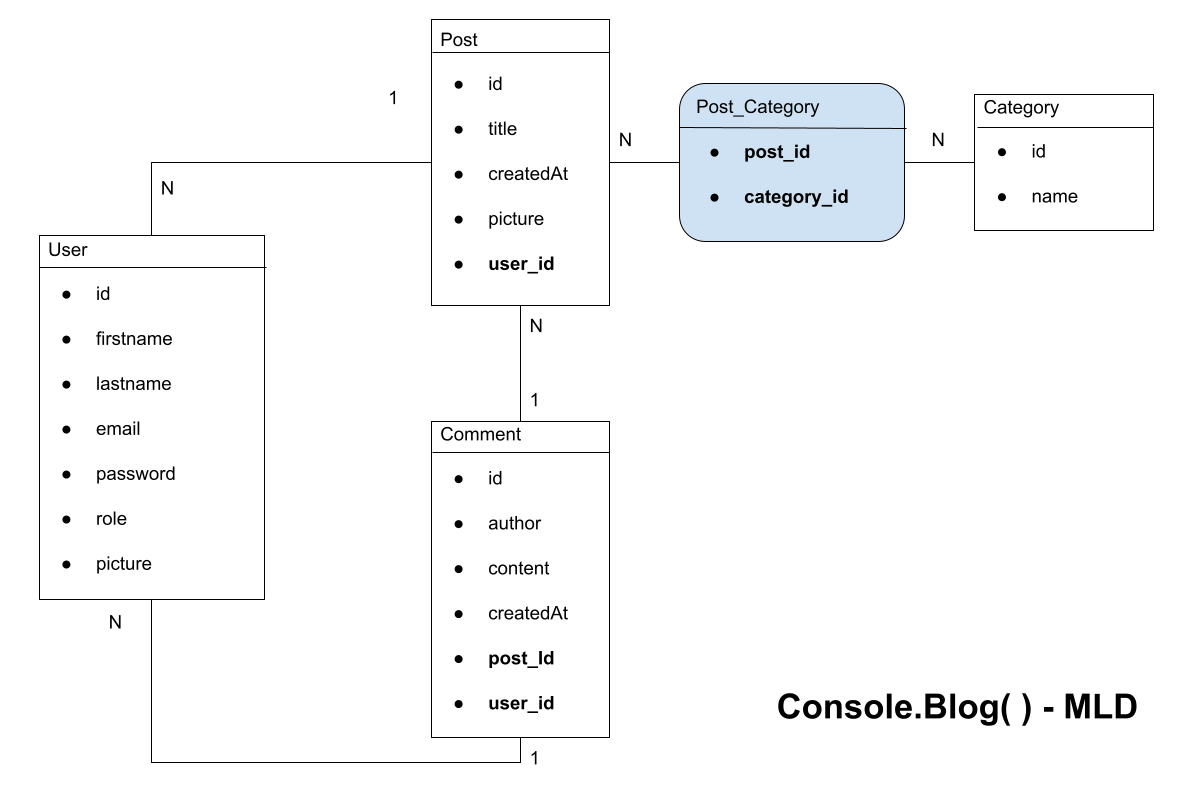 Post
● id
● title
● createdAt
● picture
● user_id
1
N
N
Post_Category
● post_id
● category_id
N
Category
● id
● name
User
● id
● firstname
● lastname
● email
● password
● role
● picture
N
N
1
Comment
● id
● author
● content
● createdAt
● post_Id
● user_id
1
Console.Blog( ) - MLD